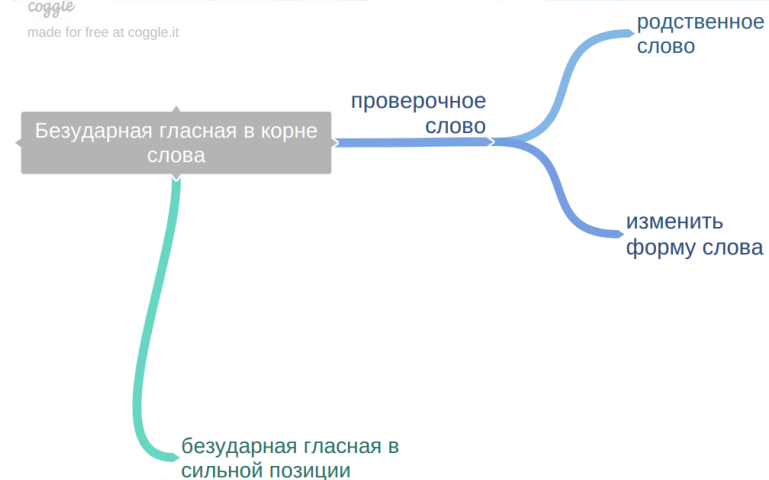 coggle
made for free at coggle.it
родственное
слово
проверочное
слово
Безударная гласная в корне
слова
изменить
форму слова
безударная гласная в
сильной позиции